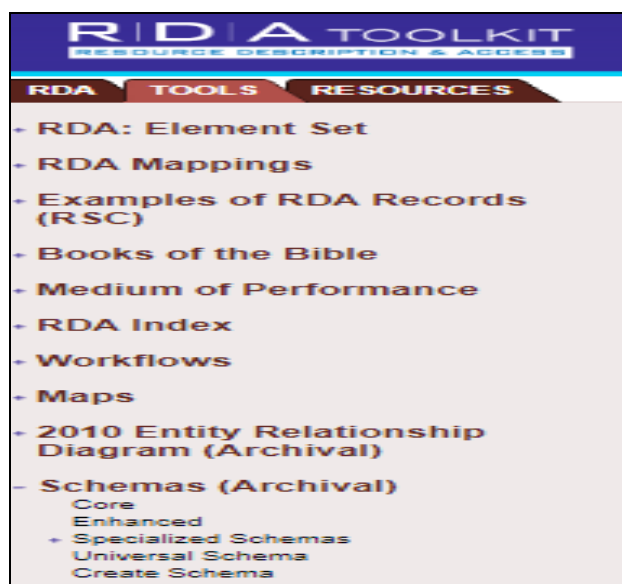 R|D|A TOOLKIT
RESOURCE DESCRIPTION & ACCESS
RDA TOOLS RESOURCES
+ RDA: Element Set
+ RDA Mappings
+ Examples of RDA Records
(RSC)
+ Books of the Bible
+ Medium of Performance
+ RDA Index
+ Workflows
+ Maps
+ 2010 Entity Relationship
Diagram (Archival)
- Schemas (Archival)
Core
Enhanced
+ Specialized Schemas
Universal Schema
Create Schema